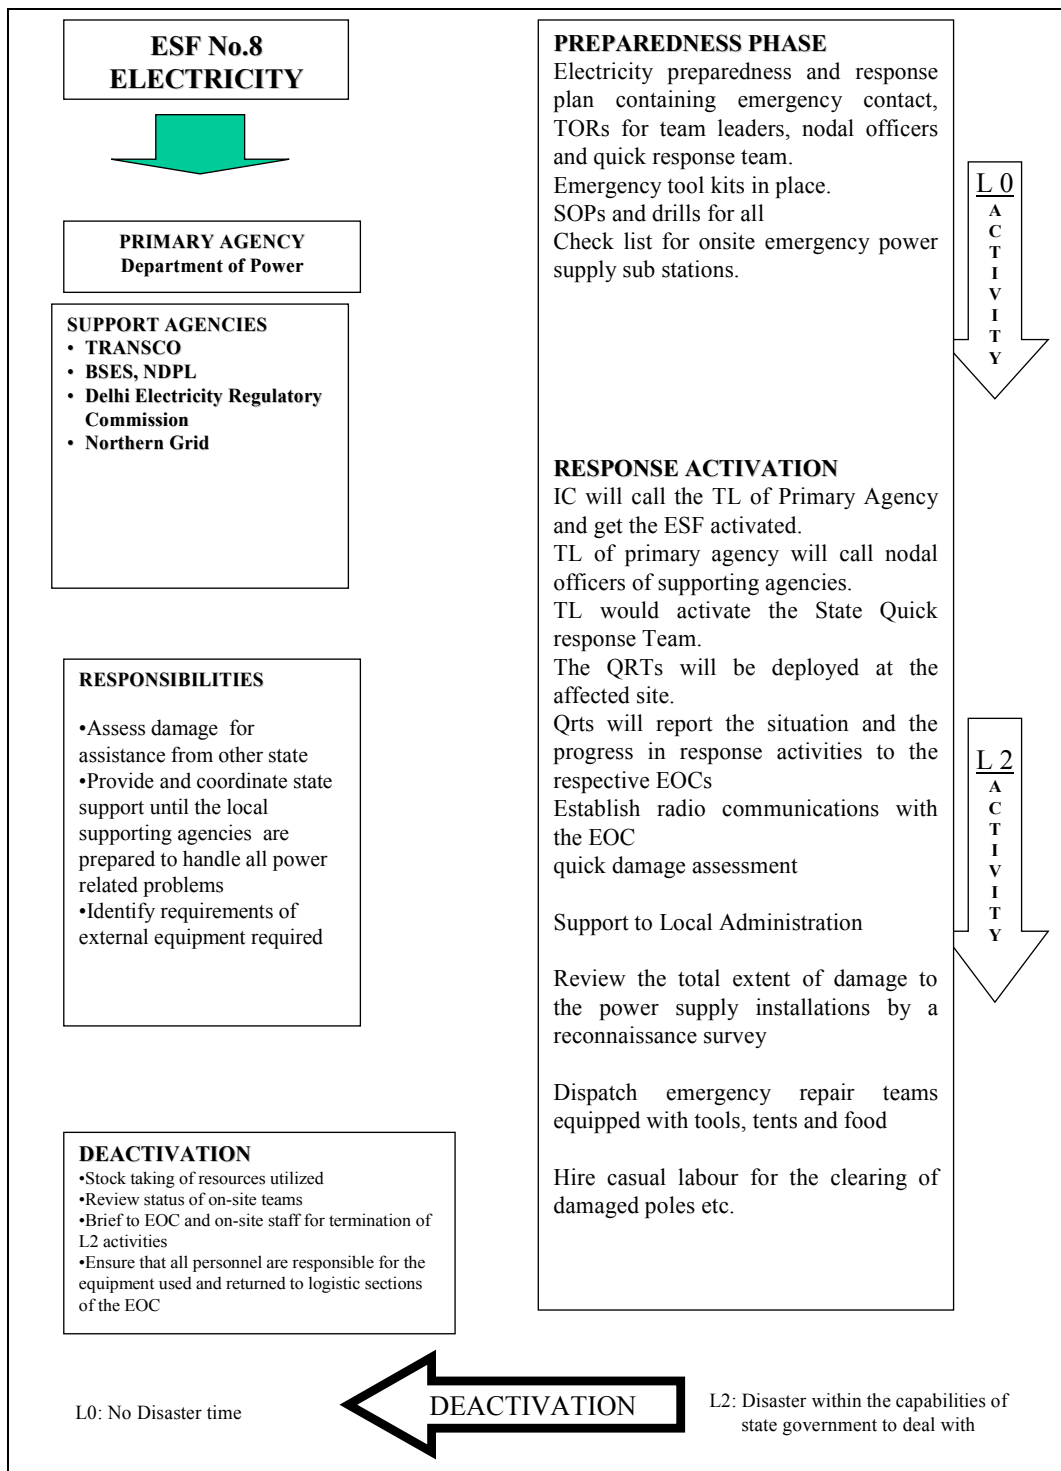 ESF No.8
ELECTRICITY
PRIMARY AGENCY
Department of Power
SUPPORT AGENCIES
• TRANSCO
• BSES, NDPL
• Delhi Electricity Regulatory
Commission
• Northern Grid
RESPONSIBILITIES
•Assess damage for
assistance from other state
•Provide and coordinate state
support until the local
supporting agencies are
prepared to handle all power
related problems
•Identify requirements of
external equipment required
DEACTIVATION
•Stock taking of resources utilized
•Review status of on-site teams
•Brief to EOC and on-site staff for termination of
L2 activities
•Ensure that all personnel are responsible for the
equipment used and returned to logistic sections
of the EOC
PREPAREDNESS PHASE
Electricity preparedness and response
plan containing emergency contact,
TORs for team leaders, nodal officers
and quick response team.
Emergency tool kits in place.
SOPs and drills for all
Check list for onsite emergency power
supply sub stations.
RESPONSE ACTIVATION
IC will call the TL of Primary Agency
and get the ESF activated.
TL of primary agency will call nodal
officers of supporting agencies.
TL would activate the State Quick
response Team.
The QRTs will be deployed at the
affected site.
Qrts will report the situation and the
progress in response activities to the
respective EOCs
Establish radio communications with
the EOC
quick damage assessment
Support to Local Administration
Review the total extent of damage to
the power supply installations by a
reconnaissance survey
Dispatch emergency repair teams
equipped with tools, tents and food
Hire casual labour for the clearing of
damaged poles etc.
L 0
A
C
T
I
V
I
T
Y
L 2
A
C
T
I
V
I
T
Y
L0: No Disaster time
DEACTIVATION
L2: Disaster within the capabilities of
state government to deal with